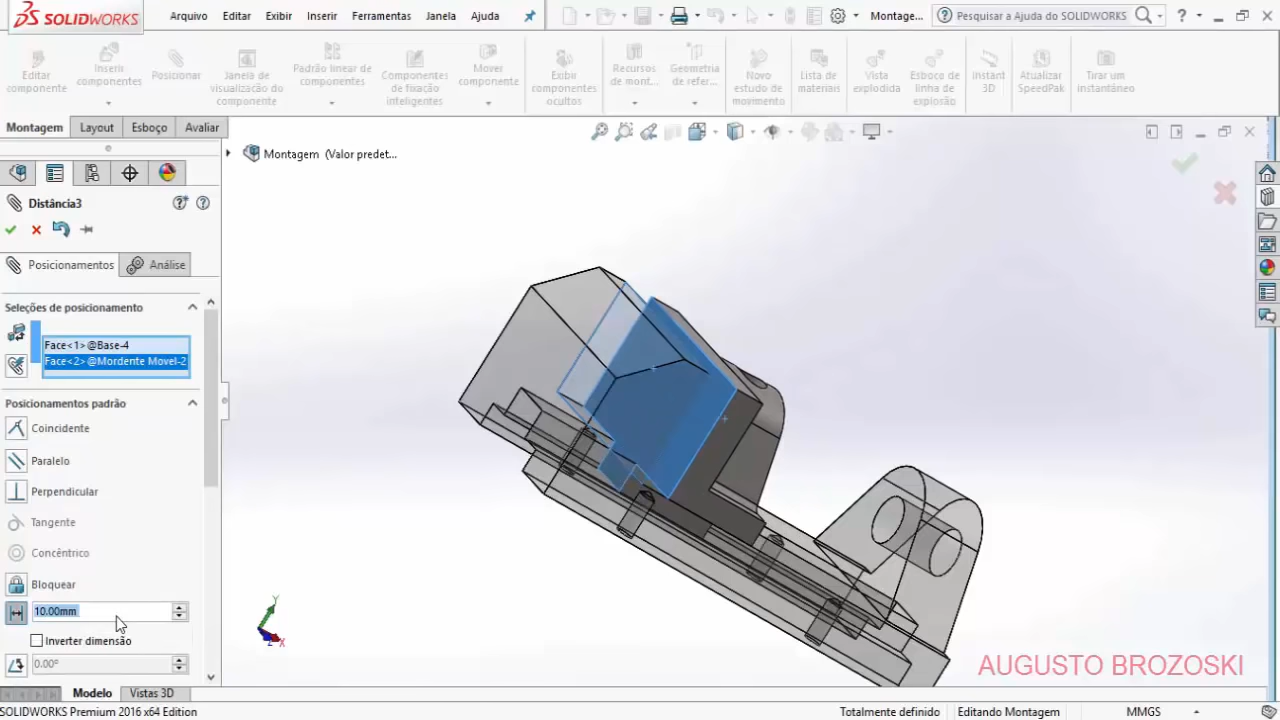 SOLIDWORKS
Arquivo
Editar
Exibir
Inserir
Ferramentas
Janela
Ajuda
Montage...
Pesquisar a Ajuda do SOLIDWORKS
Editar
componente
Inserir
componentes
Posicionar
Janela de
visualização do
componente
Padrão linear de
componentes
Componentes
de fixação
inteligentes
Mover
componente
Exibir
componentes
ocultos
Recursos
de mont...
Geometria
de refer...
Novo
estudo de
movimento
Lista de
materiais
Vista
explodida
Esboço de
linha de
explosão
Instant
3D
Atualizar
SpeedPak
Tirar um
instantâneo
Montagem
Layout
Esboço
Avaliar
Montagem (Valor predet...
Distância3
Posicionamentos
Análise
Seleções de posicionamento
Face<1>@Base-4
Face<2>@Mordente Movel-2
Posicionamentos padrão
Coincidente
Paralelo
Perpendicular
Tangente
Concêntrico
Bloquear
10.00mm
Inverter dimensão
0.00°
Y
Z
X
AUGUSTO BROZOSKI
Modelo
Vistas 3D
SOLIDWORKS Premium 2016 x64 Edition
Totalmente definido
Editando Montagem
MMGS